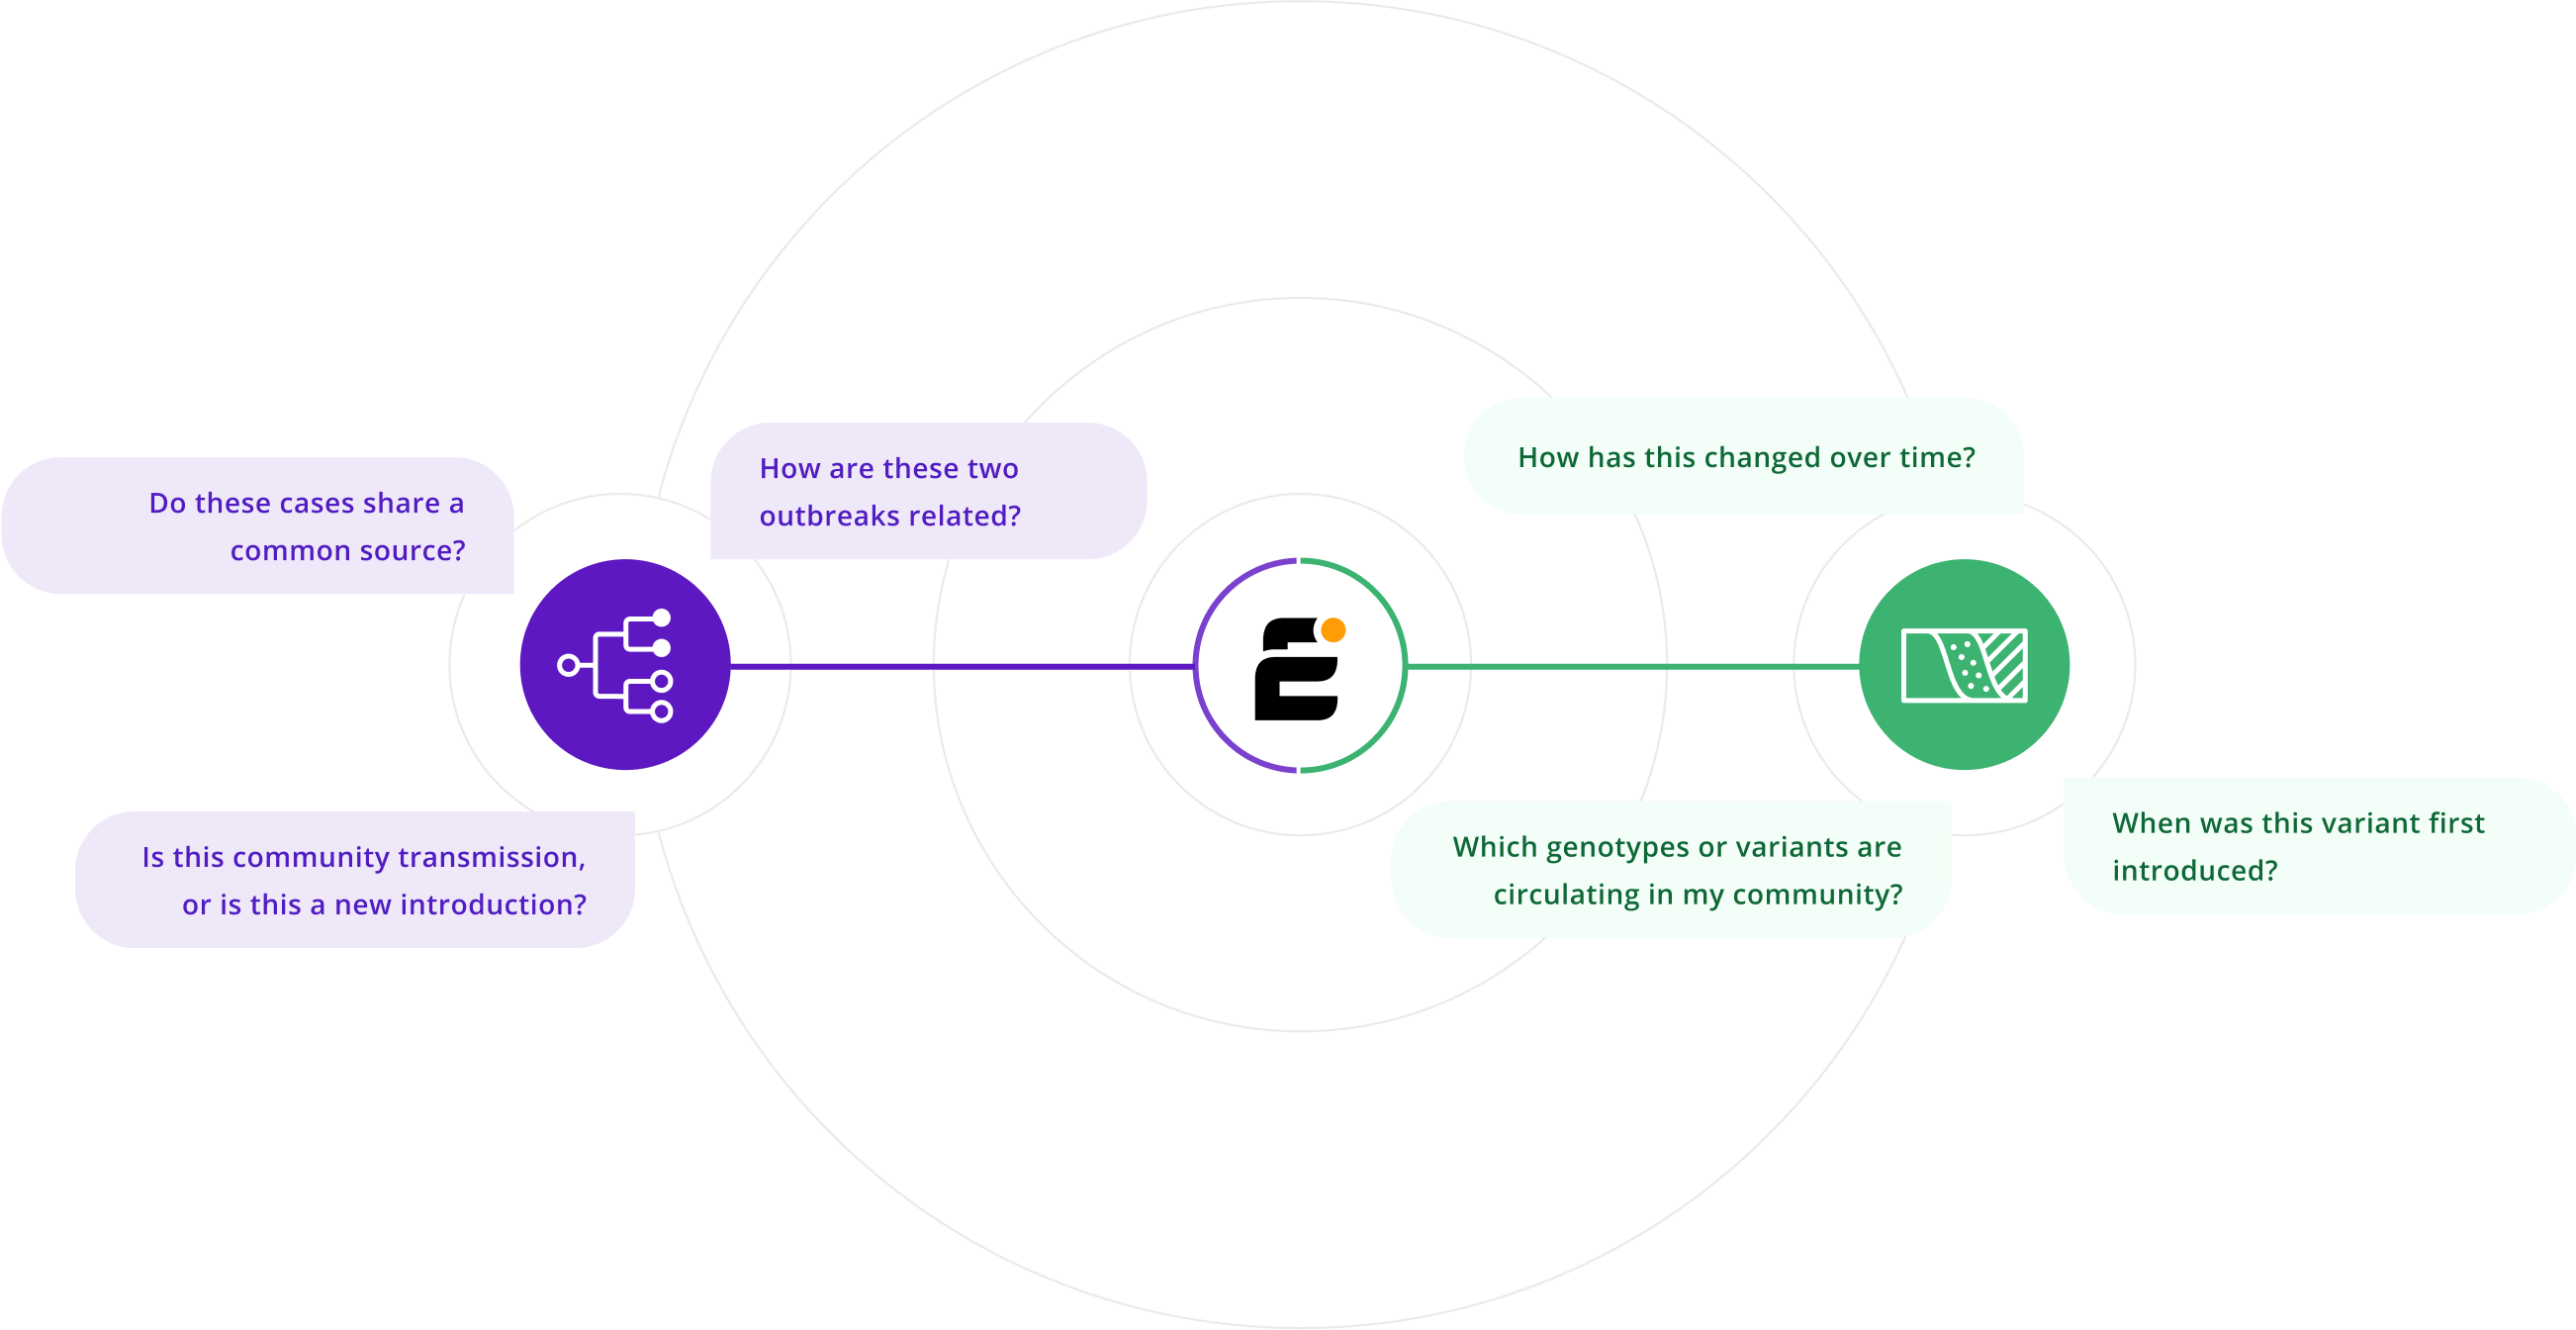 Do these cases share a
common source?
How are these two
outbreaks related?
Is this community transmission,
or is this a new introduction?
How has this changed over time?
Which genotypes or variants are
circulating in my community?
When was this variant first
introduced?